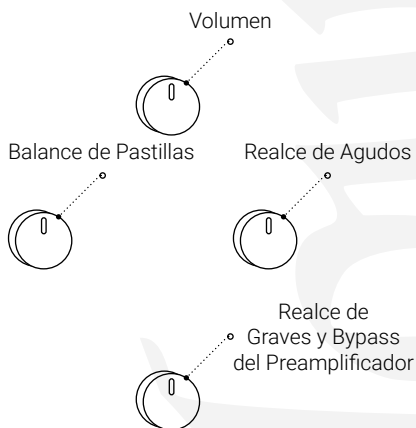 Volumen
Balance de Pastillas
Realce de Agudos
Realce de
Graves y Bypass
del Preamplificador